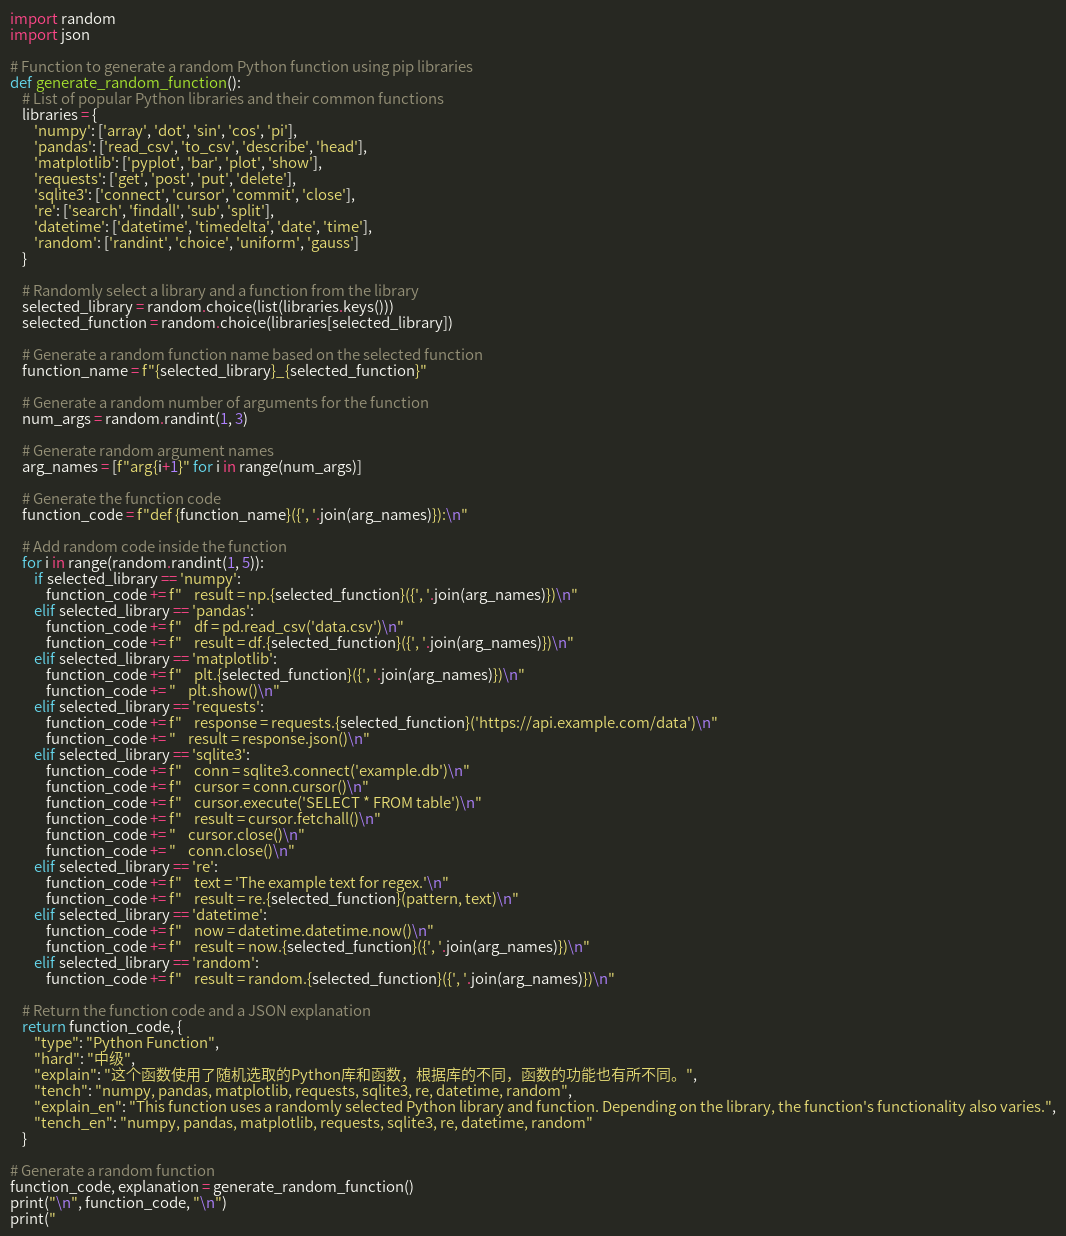 import random
import json

# Function to generate a random Python function using pip libraries
def generate_random_function():
    # List of popular Python libraries and their common functions
    libraries = {
        'numpy': ['array', 'dot', 'sin', 'cos', 'pi'],
        'pandas': ['read_csv', 'to_csv', 'describe', 'head'],
        'matplotlib': ['pyplot', 'bar', 'plot', 'show'],
        'requests': ['get', 'post', 'put', 'delete'],
        'sqlite3': ['connect', 'cursor', 'commit', 'close'],
        're': ['search', 'findall', 'sub', 'split'],
        'datetime': ['datetime', 'timedelta', 'date', 'time'],
        'random': ['randint', 'choice', 'uniform', 'gauss']
    }

    # Randomly select a library and a function from the library
    selected_library = random.choice(list(libraries.keys()))
    selected_function = random.choice(libraries[selected_library])

    # Generate a random function name based on the selected function
    function_name = f"{selected_library}_{selected_function}"

    # Generate a random number of arguments for the function
    num_args = random.randint(1, 3)

    # Generate random argument names
    arg_names = [f"arg{i+1}" for i in range(num_args)]

    # Generate the function code
    function_code = f"def {function_name}({', '.join(arg_names)}):\n"

    # Add random code inside the function
    for i in range(random.randint(1, 5)):
        if selected_library == 'numpy':
            function_code += f"    result = np.{selected_function}({', '.join(arg_names)})\n"
        elif selected_library == 'pandas':
            function_code += f"    df = pd.read_csv('data.csv')\n"
            function_code += f"    result = df.{selected_function}({', '.join(arg_names)})\n"
        elif selected_library == 'matplotlib':
            function_code += f"    plt.{selected_function}({', '.join(arg_names)})\n"
            function_code += "    plt.show()\n"
        elif selected_library == 'requests':
            function_code += f"    response = requests.{selected_function}('https://api.example.com/data')\n"
            function_code += "    result = response.json()\n"
        elif selected_library == 'sqlite3':
            function_code += f"    conn = sqlite3.connect('example.db')\n"
            function_code += f"    cursor = conn.cursor()\n"
            function_code += f"    cursor.execute('SELECT * FROM table')\n"
            function_code += f"    result = cursor.fetchall()\n"
            function_code += "    cursor.close()\n"
            function_code += "    conn.close()\n"
        elif selected_library == 're':
            function_code += f"    text = 'The example text for regex.'\n"
            function_code += f"    result = re.{selected_function}(pattern, text)\n"
        elif selected_library == 'datetime':
            function_code += f"    now = datetime.datetime.now()\n"
            function_code += f"    result = now.{selected_function}({', '.join(arg_names)})\n"
        elif selected_library == 'random':
            function_code += f"    result = random.{selected_function}({', '.join(arg_names)})\n"

    # Return the function code and a JSON explanation
    return function_code, {
        "type": "Python Function",
        "hard": "中级",
        "explain": "这个函数使用了随机选取的Python库和函数，根据库的不同，函数的功能也有所不同。",
        "tench": "numpy, pandas, matplotlib, requests, sqlite3, re, datetime, random",
        "explain_en": "This function uses a randomly selected Python library and function. Depending on the library, the function's functionality also varies.",
        "tench_en": "numpy, pandas, matplotlib, requests, sqlite3, re, datetime, random"
    }

# Generate a random function
function_code, explanation = generate_random_function()
print("\n", function_code, "\n")
print("